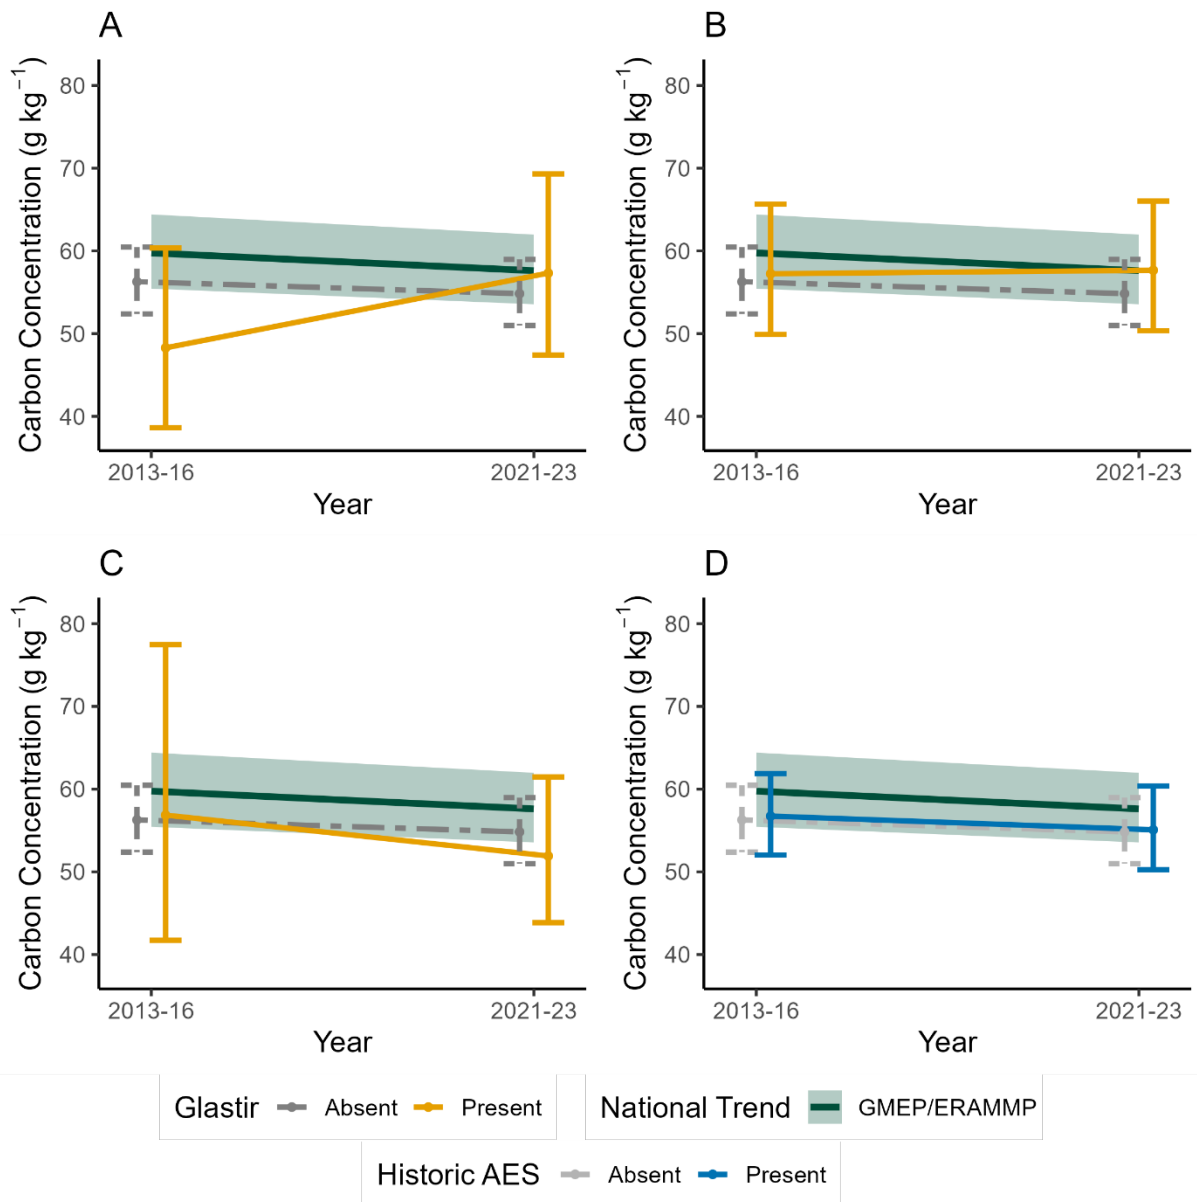 A
Carbon Concentration (g kg⁻¹)
80
70
60
50
40
2013-16
2021-23
Year
B
Carbon Concentration (g kg⁻¹)
80
70
60
50
40
2013-16
2021-23
Year
C
Carbon Concentration (g kg⁻¹)
80
70
60
50
40
2013-16
2021-23
Year
D
Carbon Concentration (g kg⁻¹)
80
70
60
50
40
2013-16
2021-23
Year
Glastir Absent Present
National Trend GMEP/ERAMMP
Historic AES Absent Present